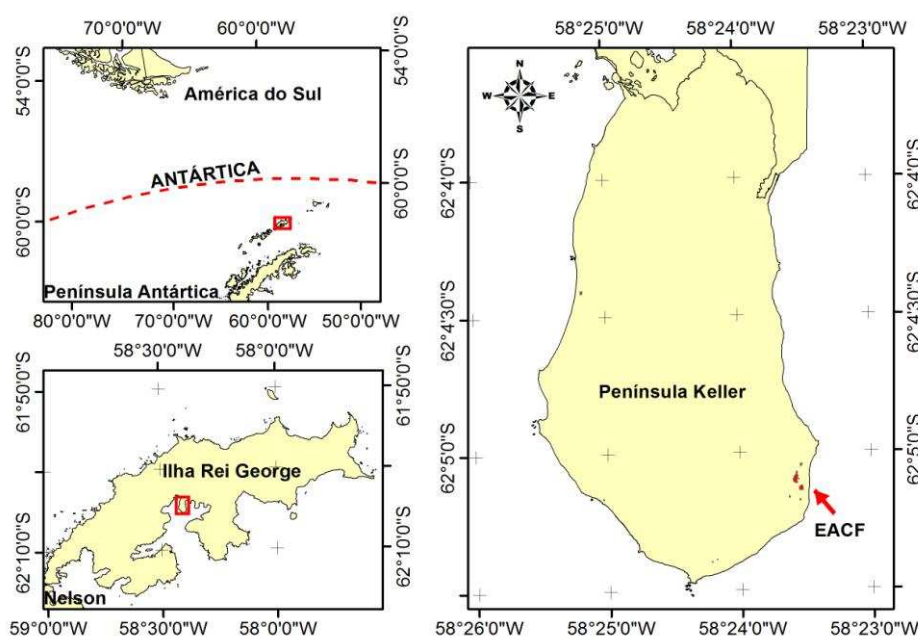 70°0'0"W 60°0'0"W
54°0'0"S
54°0'0"S
América do Sul
ANTÁRTICA
60°0'0"S
60°0'0"S
Península Antártica
80°0'0"W 70°0'0"W 60°0'0"W 50°0'0"W
58°30'0"W 58°0'0"W
61°50'0"S
61°50'0"S
Ilha Rei George
62°10'0"S
62°10'0"S
Nelson
59°0'0"W 58°30'0"W 58°0'0"W
58°25'0"W 58°24'0"W 58°23'0"W
N
W E
S
62°4'0"S
62°4'0"S
62°4'30"S
62°4'30"S
Península Keller
62°5'0"S
62°5'0"S
EACF
58°26'0"W 58°25'0"W 58°24'0"W 58°23'0"W